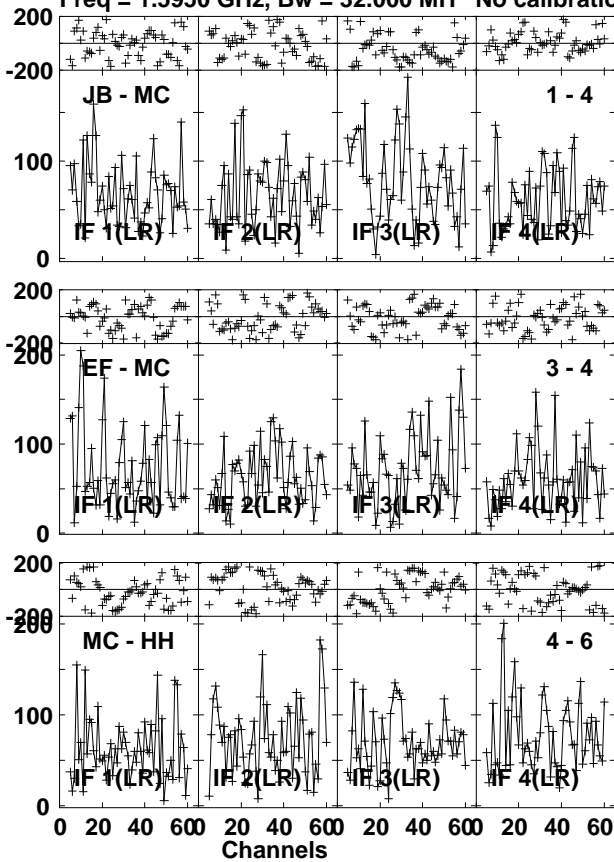 Freq = 1.5950 GHz, Bw = 32.000 MH No calibratio
200
-200
JB - MC
1 - 4
100
0
IF 1(LR)
IF 2(LR)
IF 3(LR)
IF 4(LR)
200
-200
200
EF - MC
3 - 4
100
0
IF 1(LR)
IF 2(LR)
IF 3(LR)
IF 4(LR)
200
-200
200
MC - HH
4 - 6
100
0
IF 1(LR)
IF 2(LR)
IF 3(LR)
IF 4(LR)
0 20 40 60 0 20 40 60 0 20 40 60 0 20 40 60
Channels